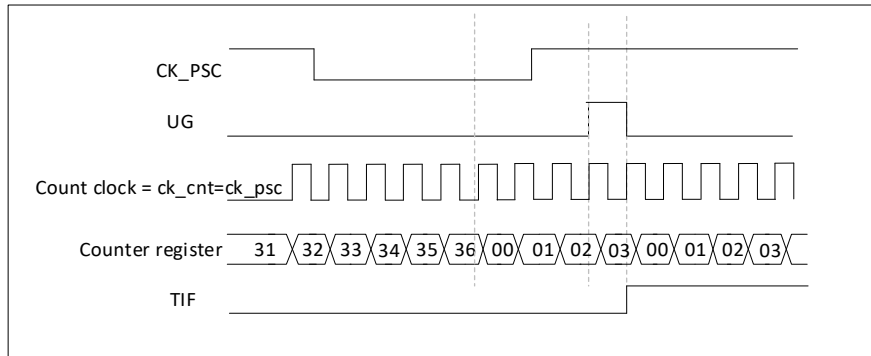 CK_PSC
UG
Count clock = ck_cnt=ck_psc
Counter register 31 32 33 34 35 36 00 01 02 03 00 01 02 03
TIF